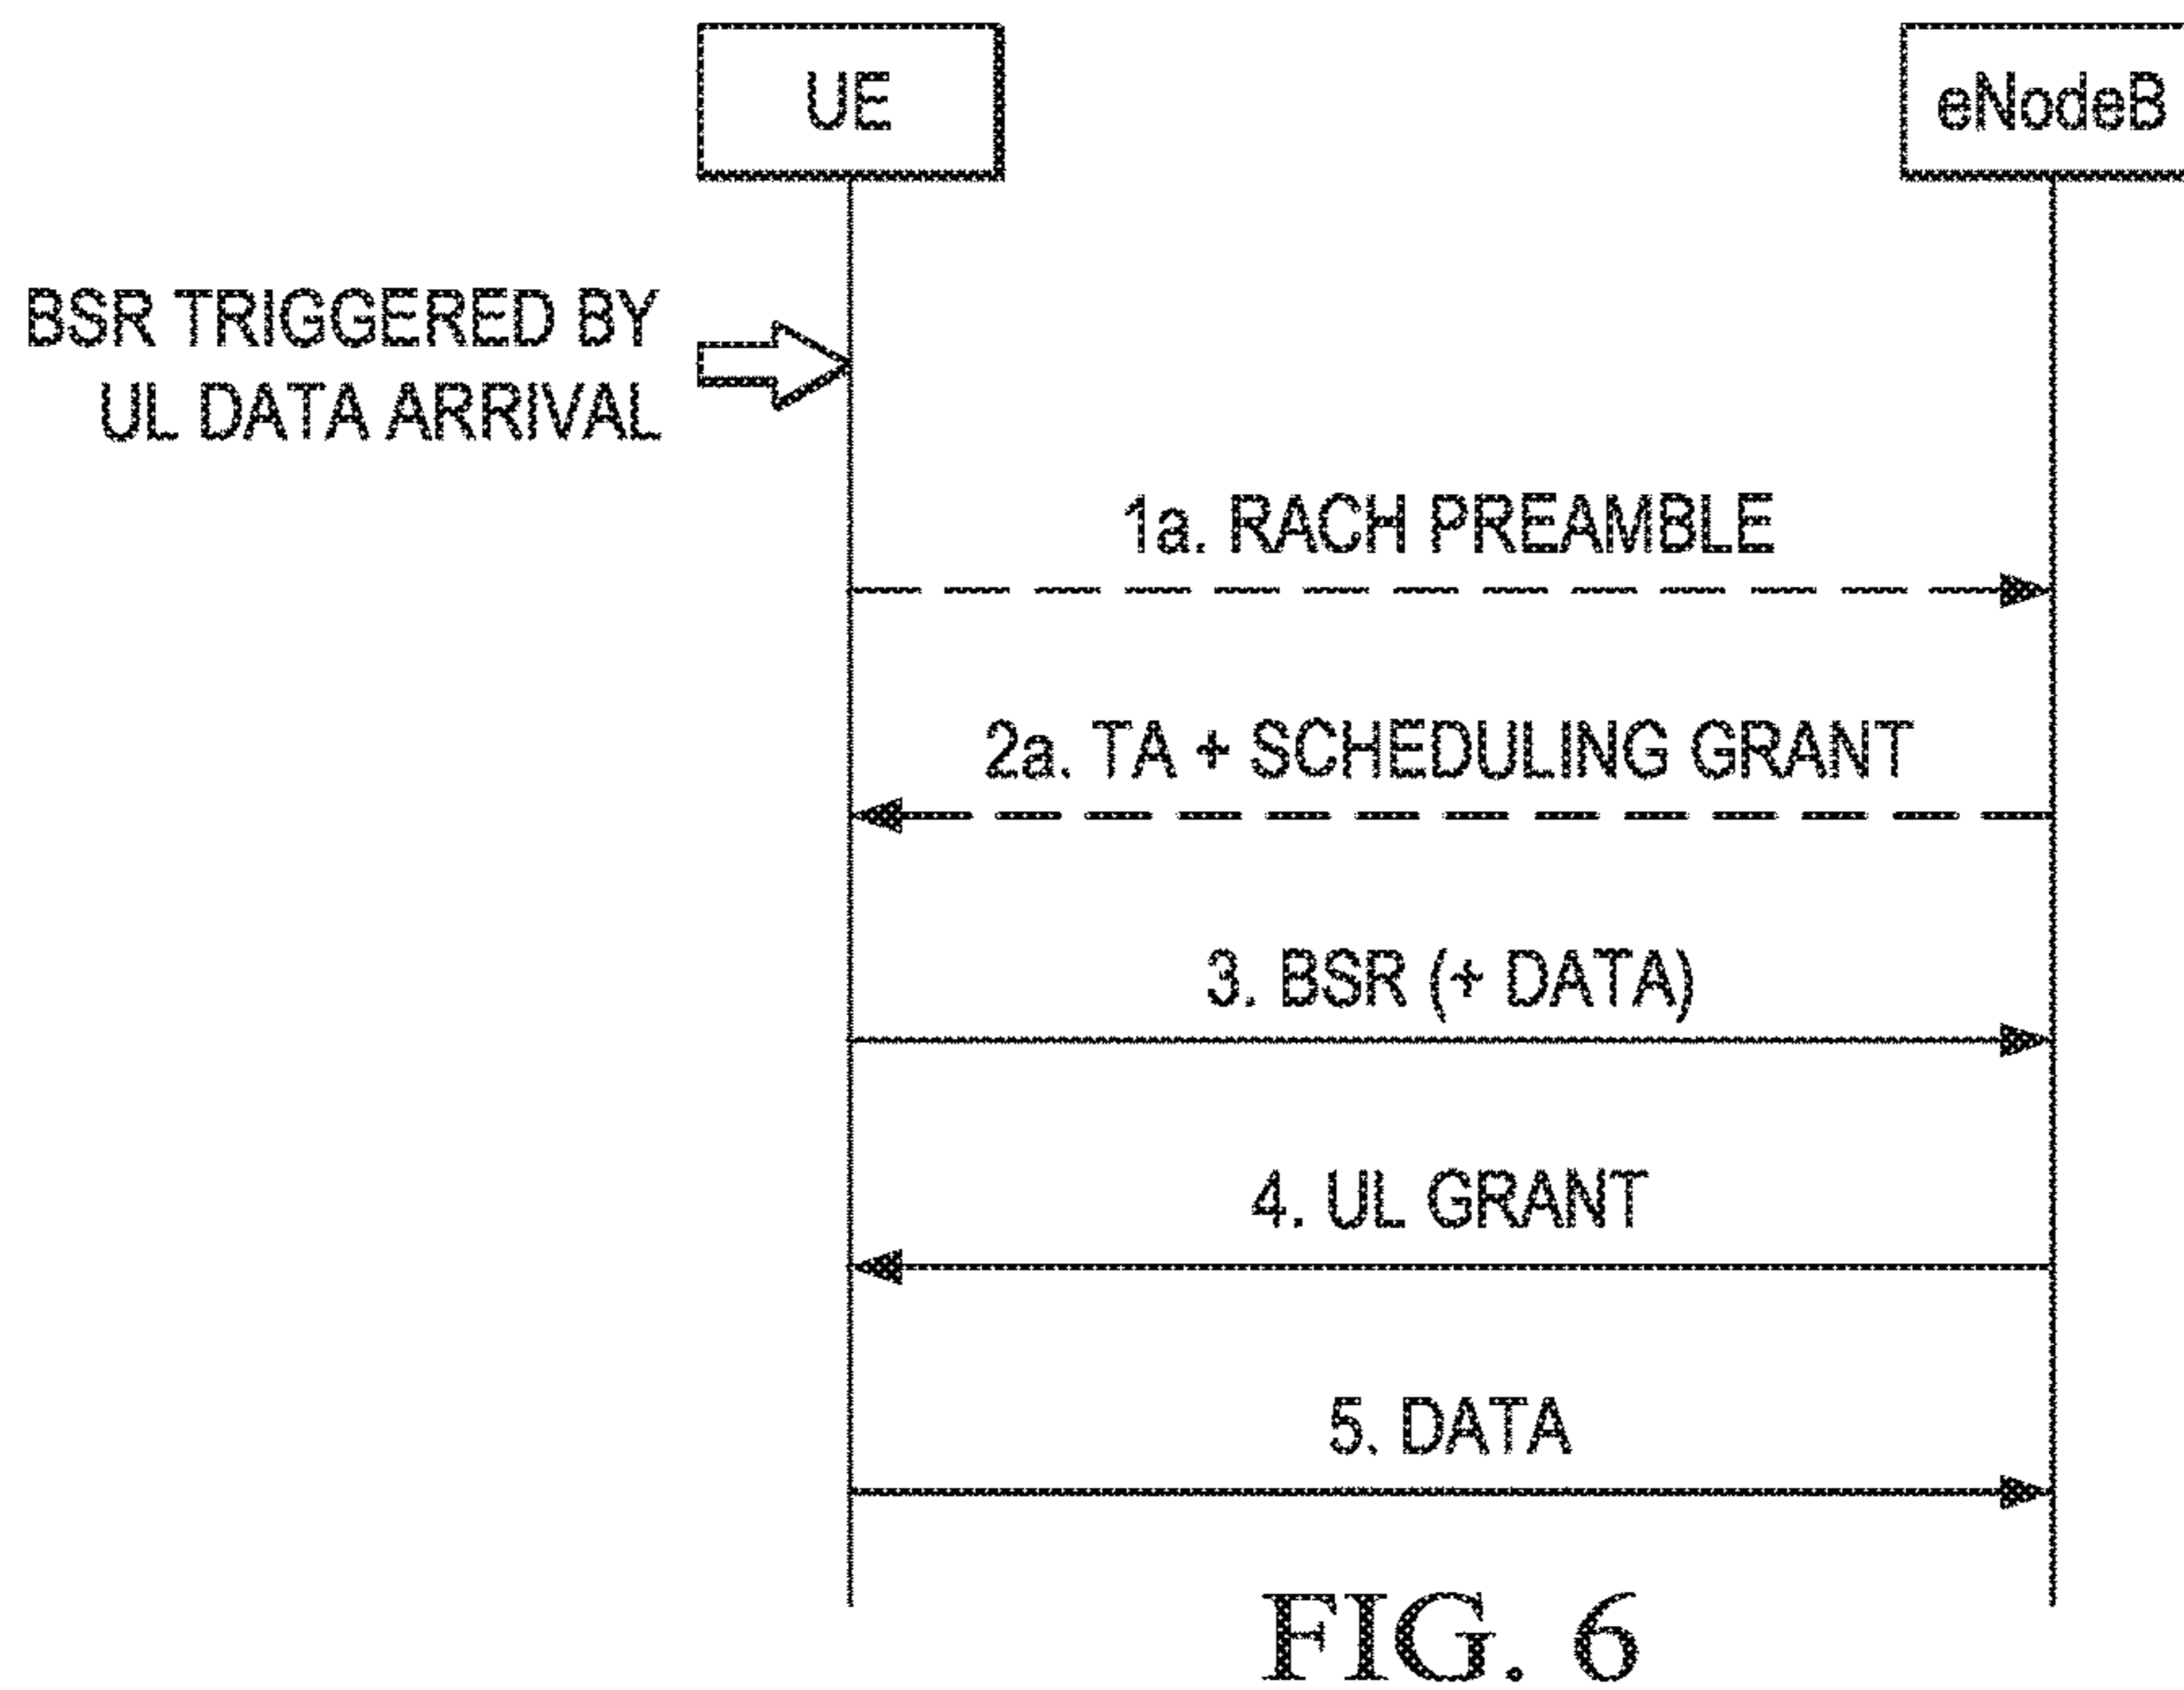 UE
eNodeB
BSR TRIGGERED BY
UL DATA ARRIVAL
1a. RACH PREAMBLE
2a. TA + SCHEDULING GRANT
3. BSR (+ DATA)
4. UL GRANT
5. DATA
FIG. 6